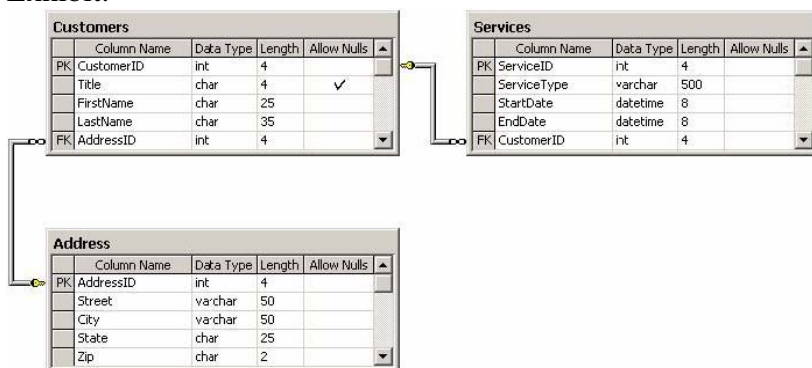 Customers
Column Name Data Type Length Allow Nulls
PK CustomerID int 4
Title char 4 ✓
FirstName char 25
LastName char 35
FK AddressID int 4
Services
Column Name Data Type Length Allow Nulls
PK ServiceID int 4
ServiceType varchar 500
StartDate datetime 8
EndDate datetime 8
FK CustomerID int 4
Address
Column Name Data Type Length Allow Nulls
PK AddressID int 4
Street varchar 50
City varchar 50
State char 25
Zip char 2